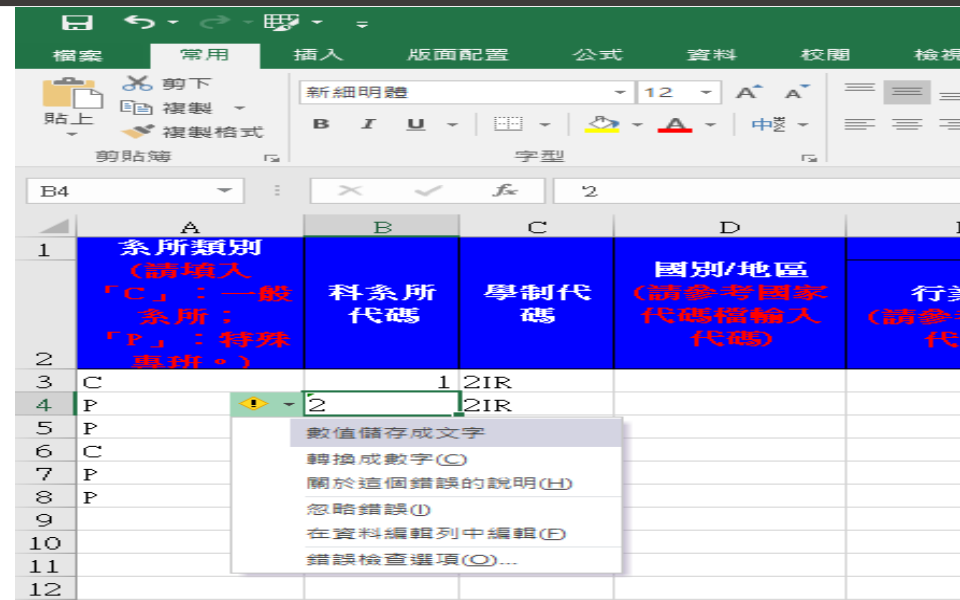 檔案 常用 插入 版面配置 公式 資料 校閱 檢視
貼上
剪下
複製
複製格式
剪貼簿
新細明體 12 A A
B I U A 中
字型
B4 fx '2
A B C D
1 系所類別
(請填入
「C」:一般
系所;
「P」:特殊
專班。)
科系所
代碼
學制代
碼
國別/地區
(請參考國家
代碼檔輸入
代碼)
2
3 C 1 2IR
4 P 2 2IR
5 P
6 C
7 P
8 P
9
10
11
12
數值儲存成文字
轉換成數字(C)
關於這個錯誤的說明(H)
忽略錯誤(I)
在資料編輯列中編輯(F)
錯誤檢查選項(O)...